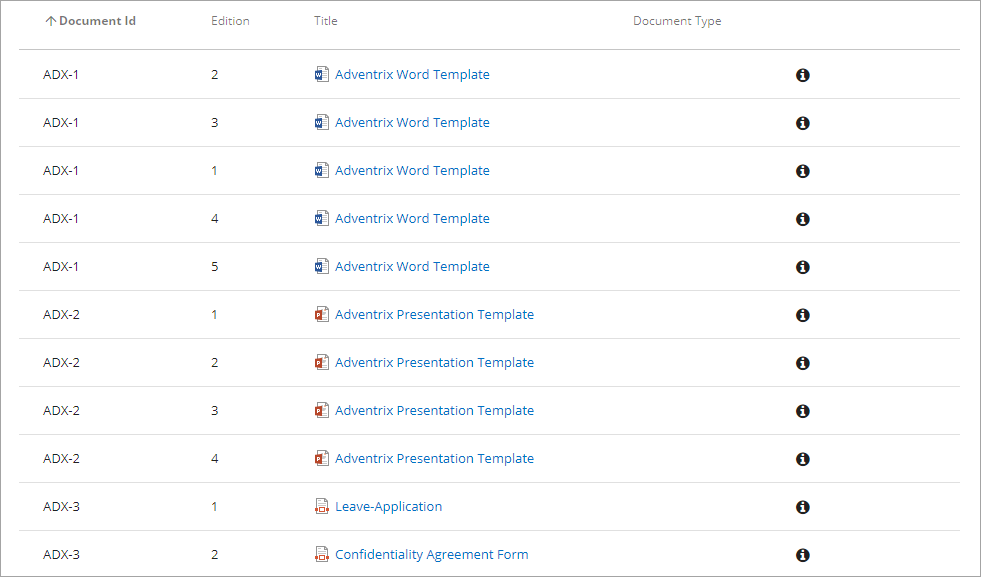 Document Id Edition Title Document Type
ADX-1 2 Adventrix Word Template
ADX-1 3 Adventrix Word Template
ADX-1 1 Adventrix Word Template
ADX-1 4 Adventrix Word Template
ADX-1 5 Adventrix Word Template
ADX-2 1 Adventrix Presentation Template
ADX-2 2 Adventrix Presentation Template
ADX-2 3 Adventrix Presentation Template
ADX-2 4 Adventrix Presentation Template
ADX-3 1 Leave-Application
ADX-3 2 Confidentiality Agreement Form